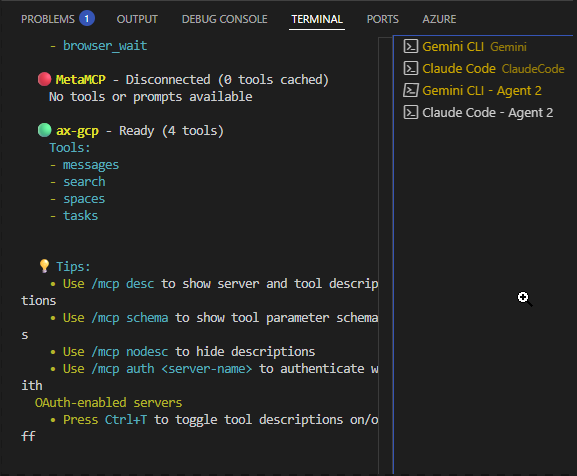 PROBLEMS 1 OUTPUT DEBUG CONSOLE TERMINAL PORTS AZURE
- browser_wait
MetaMCP - Disconnected (0 tools cached)
No tools or prompts available
ax-gcp - Ready (4 tools)
Tools:
- messages
- search
- spaces
- tasks
Tips:
• Use /mcp desc to show server and tool descrip
tions
• Use /mcp schema to show tool parameter schema
s
• Use /mcp nodesc to hide descriptions
• Use /mcp auth <server-name> to authenticate w
ith
OAuth-enabled servers
• Press Ctrl+T to toggle tool descriptions on/o
ff
Gemini CLI Gemini
Claude Code ClaudeCode
Gemini CLI - Agent 2
Claude Code - Agent 2